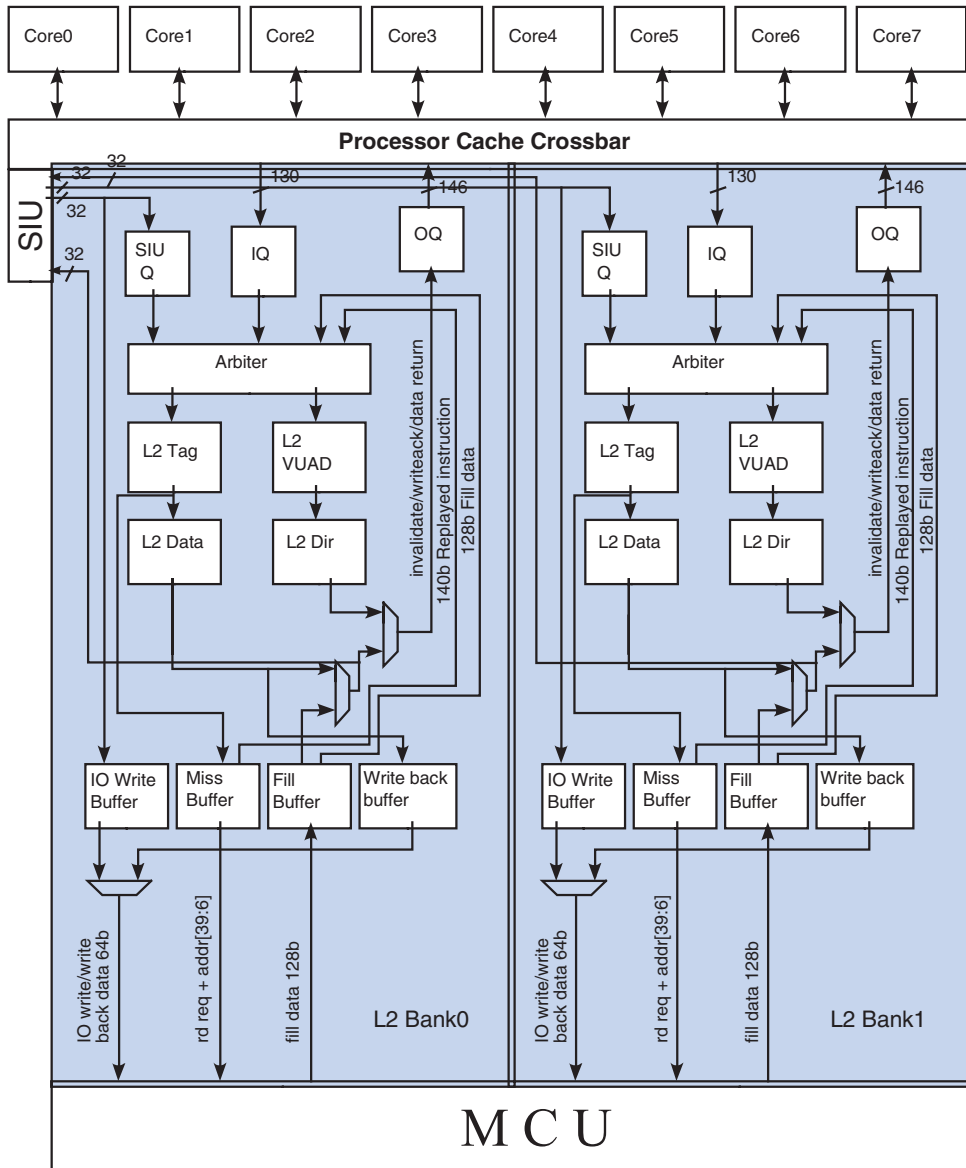 Core0
Core1
Core2
Core3
Core4
Core5
Core6
Core7
Processor Cache Crossbar
SIU
32
32
32
32
130
146
130
146
SIU
Q
IQ
OQ
Arbiter
L2 Tag
L2
VUAD
L2 Data
L2 Dir
invalidate/writeack/data return
140b Replayed instruction
128b Fill data
IO Write
Buffer
Miss
Buffer
Fill
Buffer
Write back
buffer
IO write/write
back data 64b
rd req + addr[39:6]
fill data 128b
L2 Bank0
SIU
Q
IQ
OQ
Arbiter
L2 Tag
L2
VUAD
L2 Data
L2 Dir
invalidate/writeack/data return
140b Replayed instruction
128b Fill data
IO Write
Buffer
Miss
Buffer
Fill
Buffer
Write back
buffer
IO write/write
back data 64b
rd req + addr[39:6]
fill data 128b
L2 Bank1
M C U